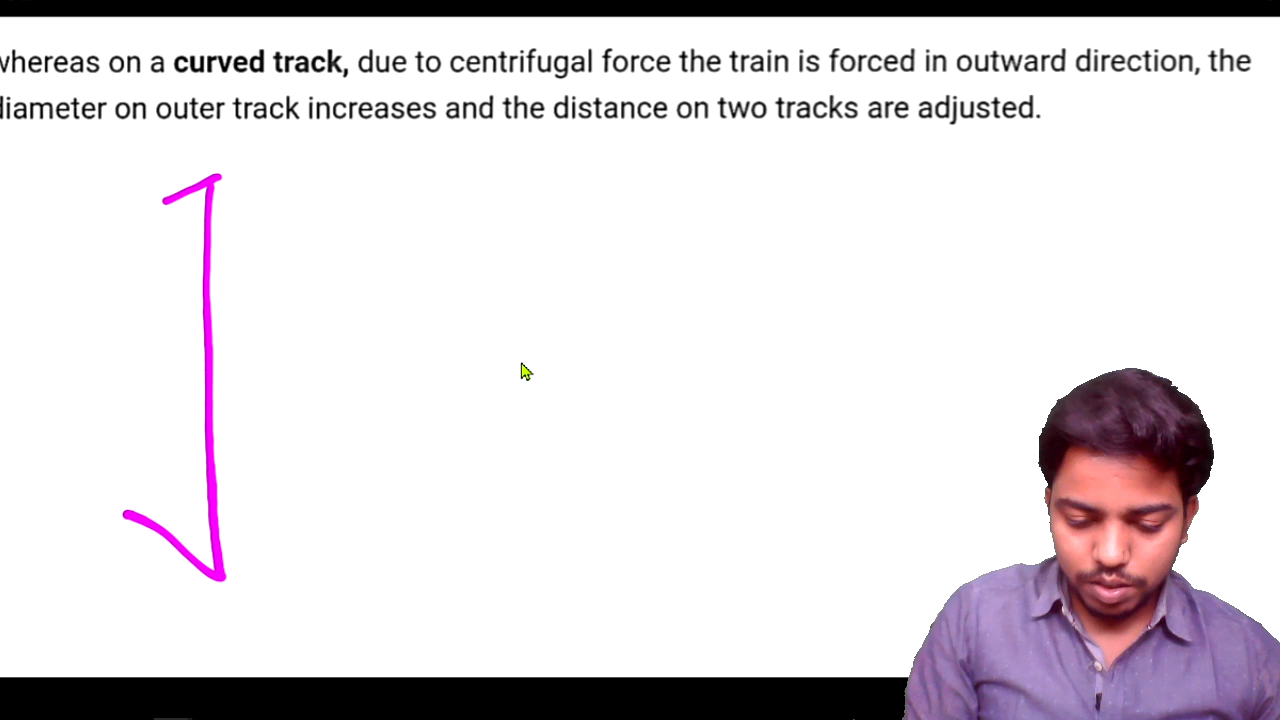 whereas on a curved track, due to centrifugal force the train is forced in outward direction, the
diameter on outer track increases and the distance on two tracks are adjusted.